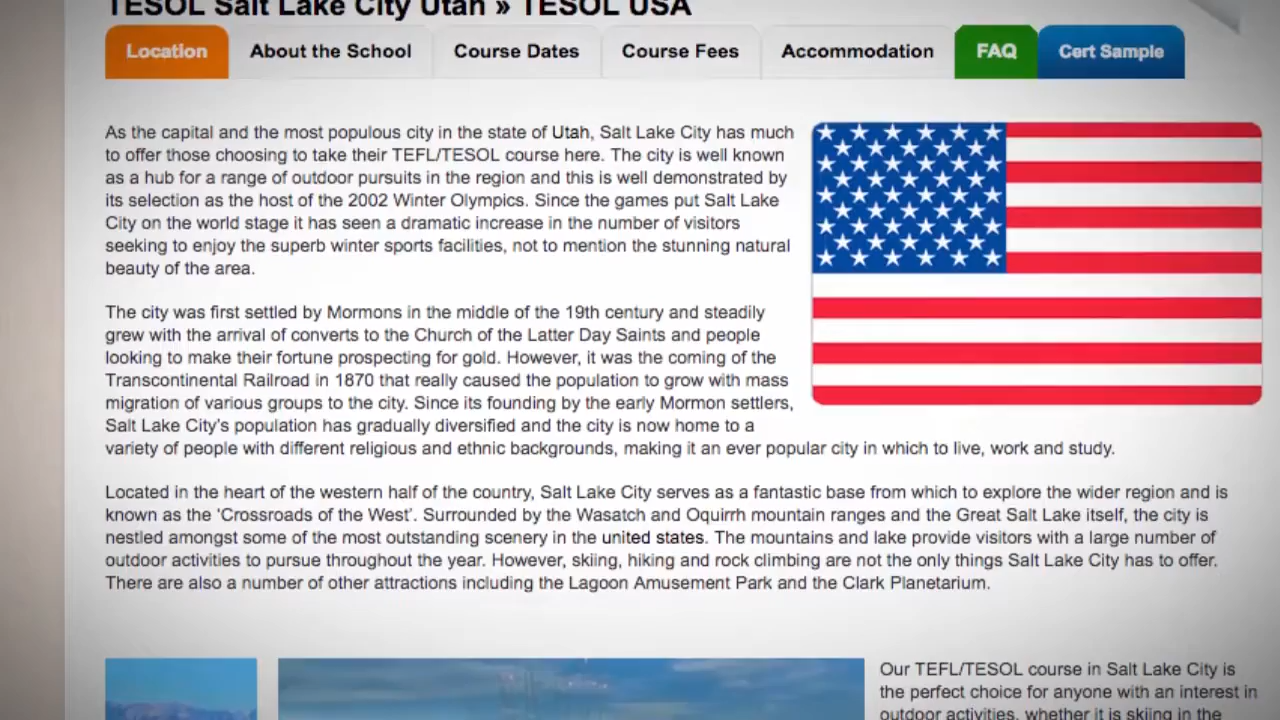 TESOL Salt Lake City Utah » TESOL USA
Location About the School Course Dates Course Fees Accommodation FAQ Cert Sample
As the capital and the most populous city in the state of Utah, Salt Lake City has much
to offer those choosing to take their TEFL/TESOL course here. The city is well known
as a hub for a range of outdoor pursuits in the region and this is well demonstrated by
its selection as the host of the 2002 Winter Olympics. Since the games put Salt Lake
City on the world stage it has seen a dramatic increase in the number of visitors
seeking to enjoy the superb winter sports facilities, not to mention the stunning natural
beauty of the area.
The city was first settled by Mormons in the middle of the 19th century and steadily
grew with the arrival of converts to the Church of the Latter Day Saints and people
looking to make their fortune prospecting for gold. However, it was the coming of the
Transcontinental Railroad in 1870 that really caused the population to grow with mass
migration of various groups to the city. Since its founding by the early Mormon settlers,
Salt Lake City's population has gradually diversified and the city is now home to a
variety of people with different religious and ethnic backgrounds, making it an ever popular city in which to live, work and study.
Located in the heart of the western half of the country, Salt Lake City serves as a fantastic base from which to explore the wider region and is
known as the 'Crossroads of the West'. Surrounded by the Wasatch and Oquirrh mountain ranges and the Great Salt Lake itself, the city is
nestled amongst some of the most outstanding scenery in the united states. The mountains and lake provide visitors with a large number of
outdoor activities to pursue throughout the year. However, skiing, hiking and rock climbing are not the only things Salt Lake City has to offer.
There are also a number of other attractions including the Lagoon Amusement Park and the Clark Planetarium.
Our TEFL/TESOL course in Salt Lake City is
the perfect choice for anyone with an interest in
outdoor activities, whether it is skiing in the